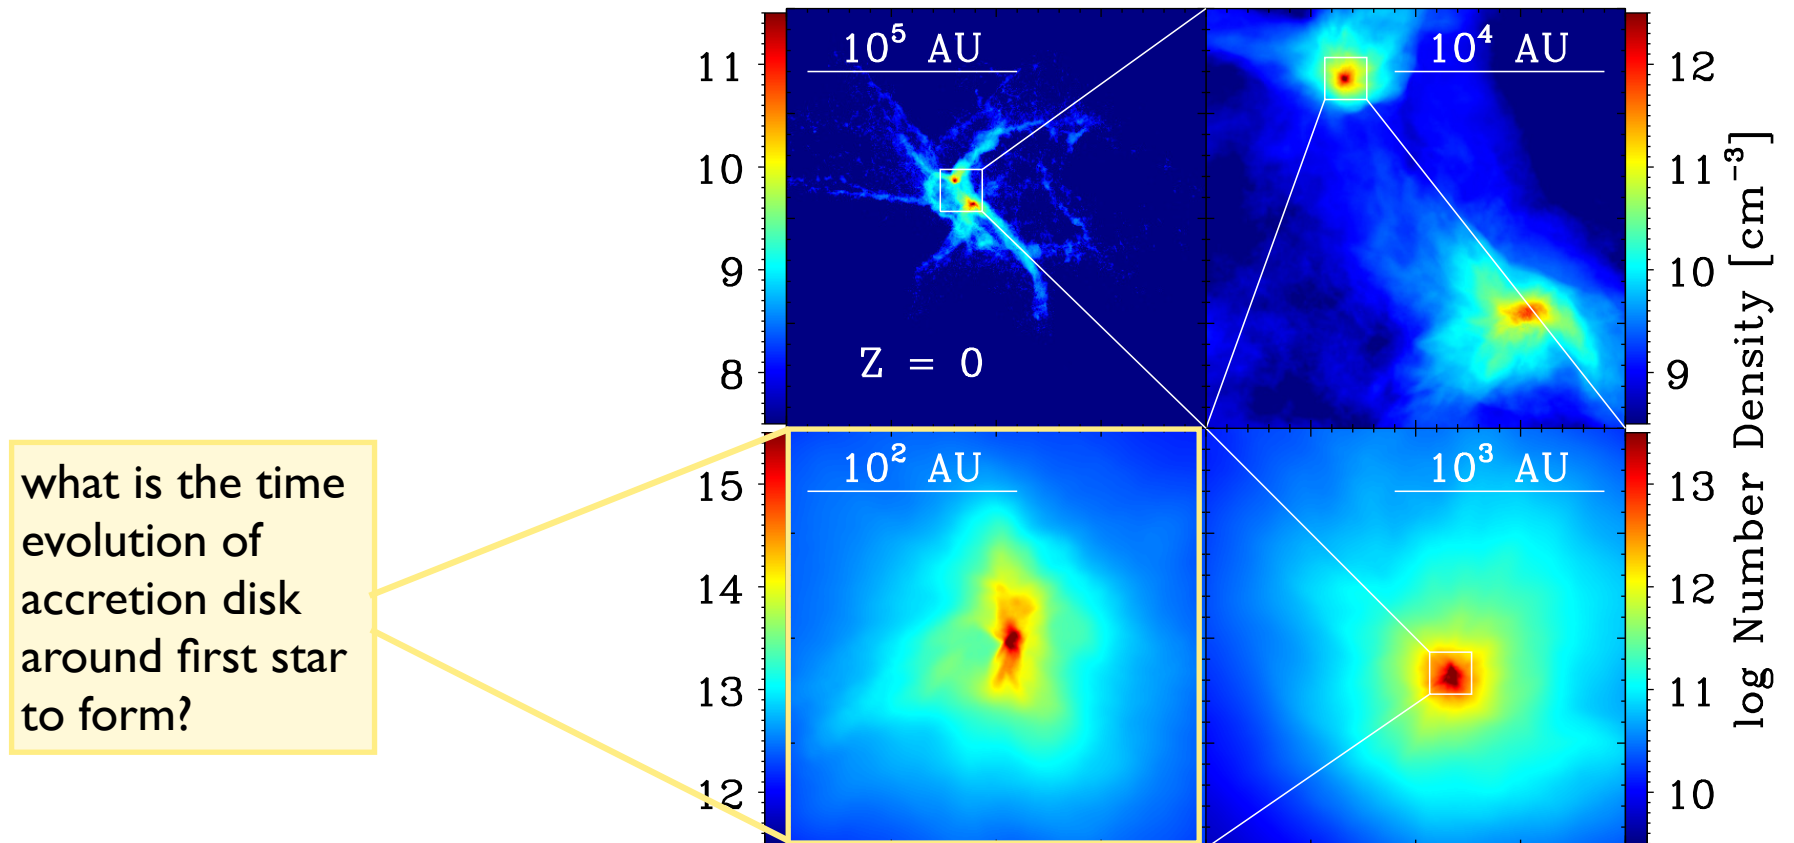 what is the time
evolution of
accretion disk
around first star
to form?
11
10
9
8
10⁵ AU
Z = 0
10⁴ AU
12
11
10
9
15
14
13
12
10² AU
10³ AU
13
12
11
10
log Number Density [cm⁻³]